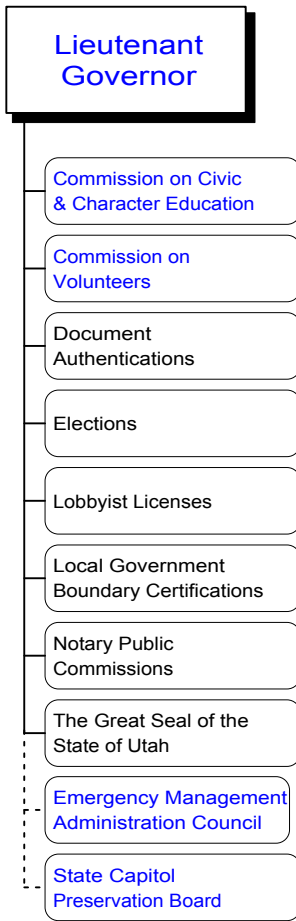 Lieutenant
Governor
Commission on Civic
& Character Education
Commission on
Volunteers
Document
Authentications
Elections
Lobbyist Licenses
Local Government
Boundary Certifications
Notary Public
Commissions
The Great Seal of the
State of Utah
Emergency Management
Administration Council
State Capitol
Preservation Board